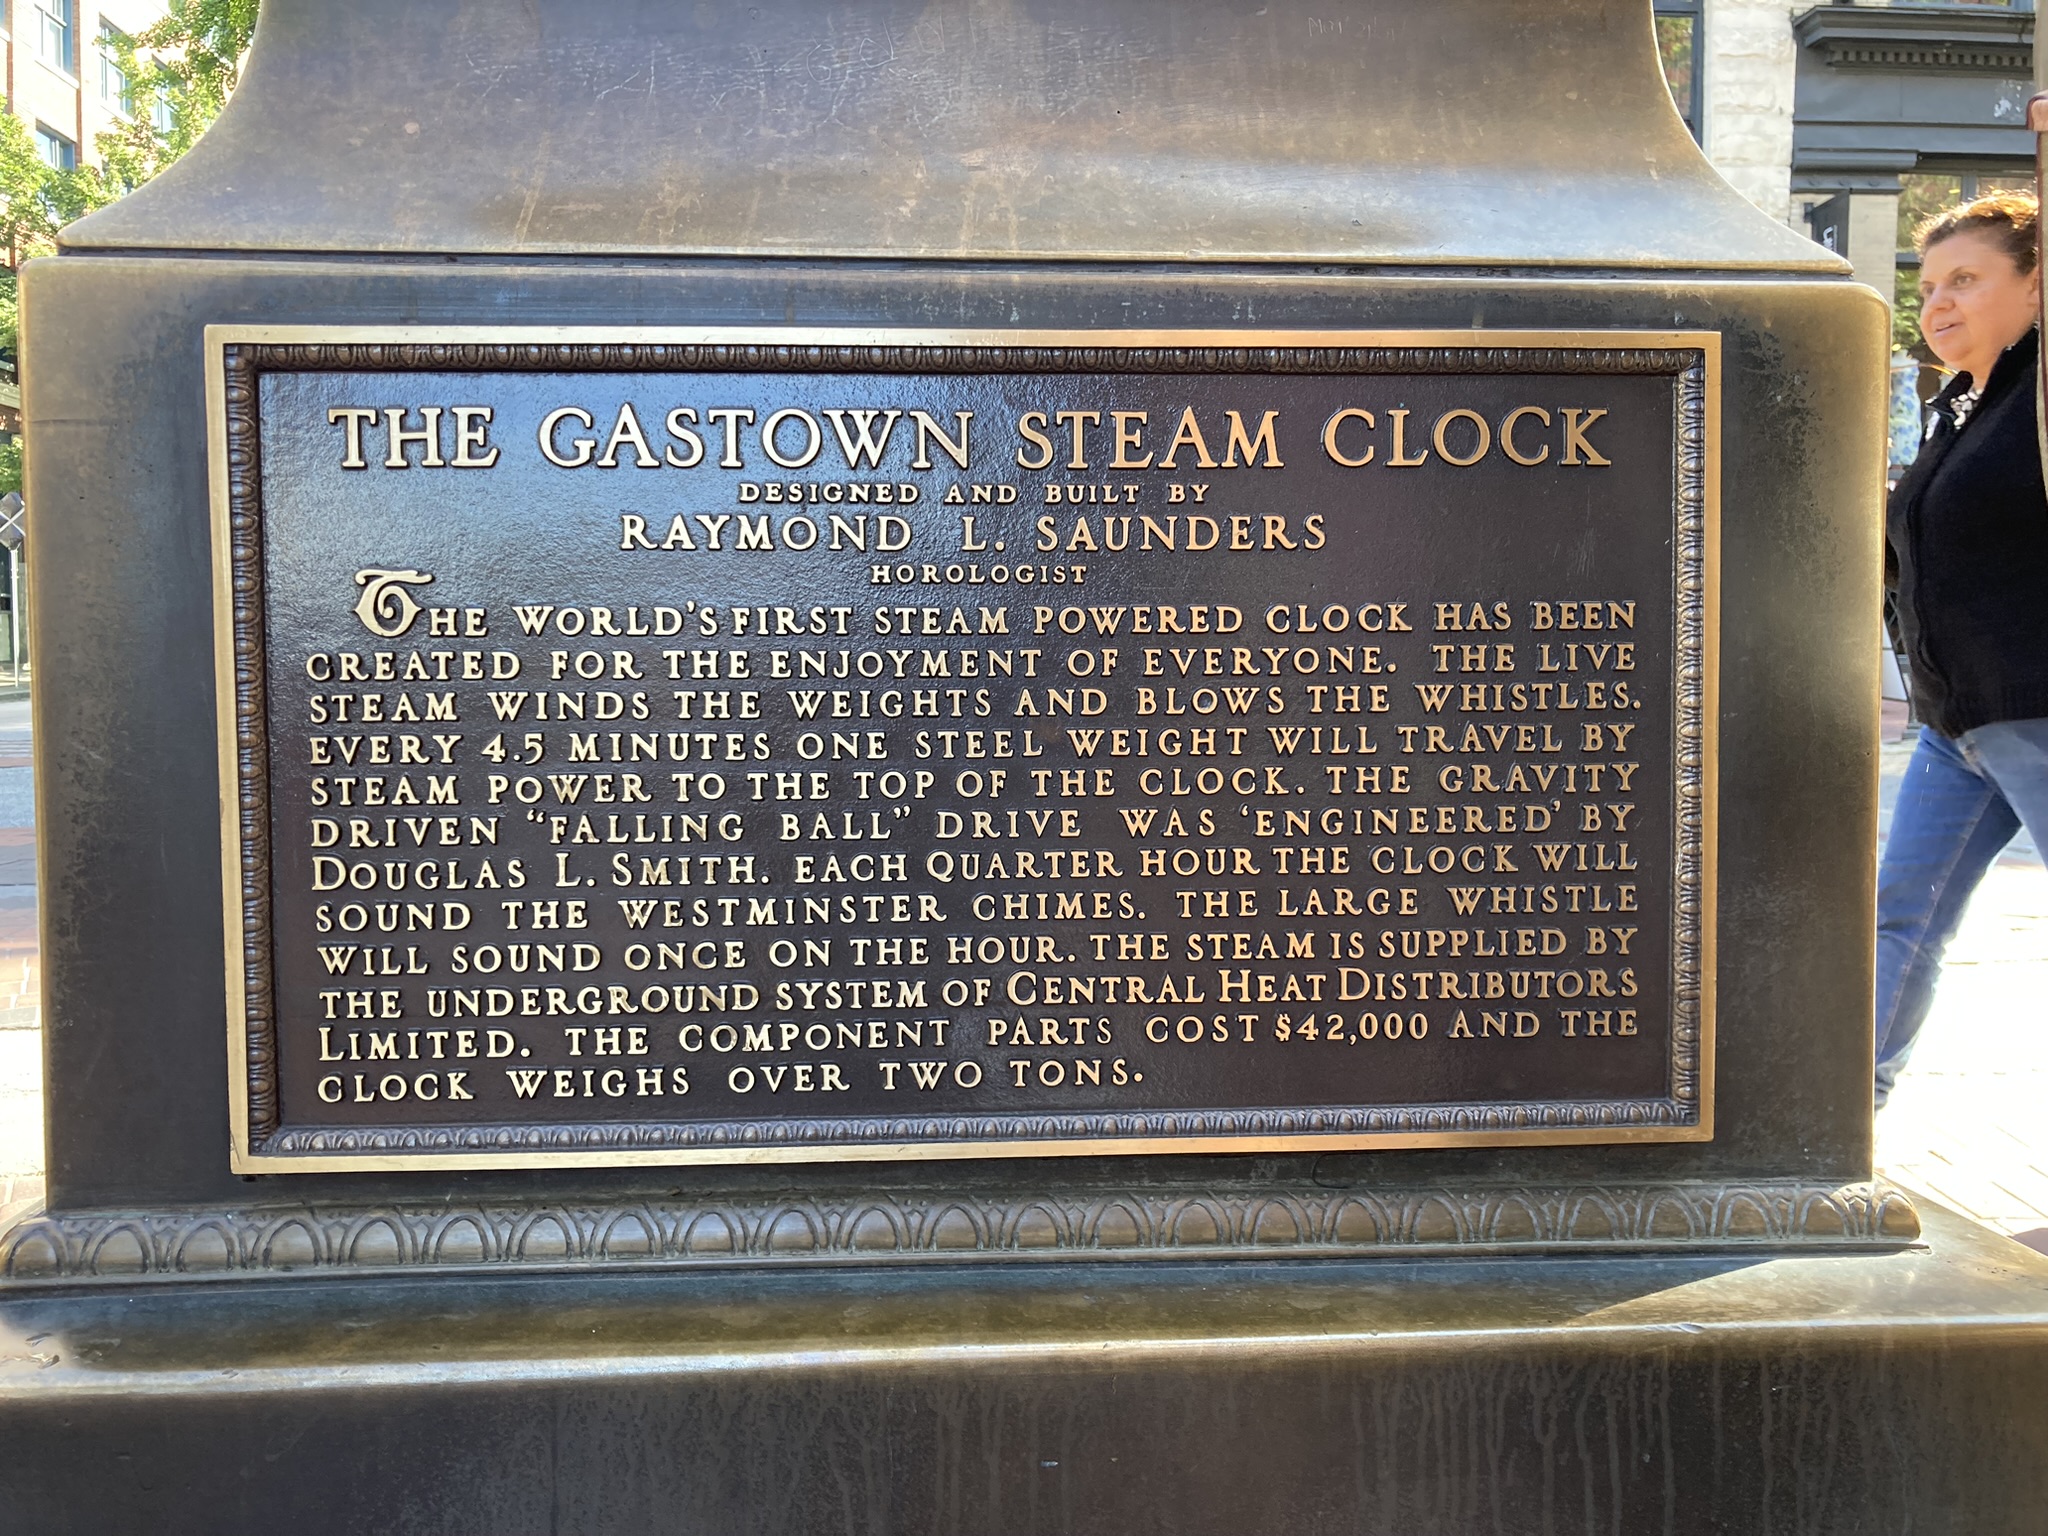 THE GASTOWN STEAM CLOCK
DESIGNED AND BUILT BY
RAYMOND L. SAUNDERS
HOROLOGIST
THE WORLD'S FIRST STEAM POWERED CLOCK HAS BEEN
CREATED FOR THE ENJOYMENT OF EVERYONE. THE LIVE
STEAM WINDS THE WEIGHTS AND BLOWS THE WHISTLES.
EVERY 4.5 MINUTES ONE STEEL WEIGHT WILL TRAVEL BY
STEAM POWER TO THE TOP OF THE CLOCK. THE GRAVITY
DRIVEN "FALLING BALL" DRIVE WAS 'ENGINEERED' BY
DOUGLAS L. SMITH. EACH QUARTER HOUR THE CLOCK WILL
SOUND THE WESTMINSTER CHIMES. THE LARGE WHISTLE
WILL SOUND ONCE ON THE HOUR. THE STEAM IS SUPPLIED BY
THE UNDERGROUND SYSTEM OF CENTRAL HEAT DISTRIBUTORS
LIMITED. THE COMPONENT PARTS COST $42,000 AND THE
CLOCK WEIGHS OVER TWO TONS.